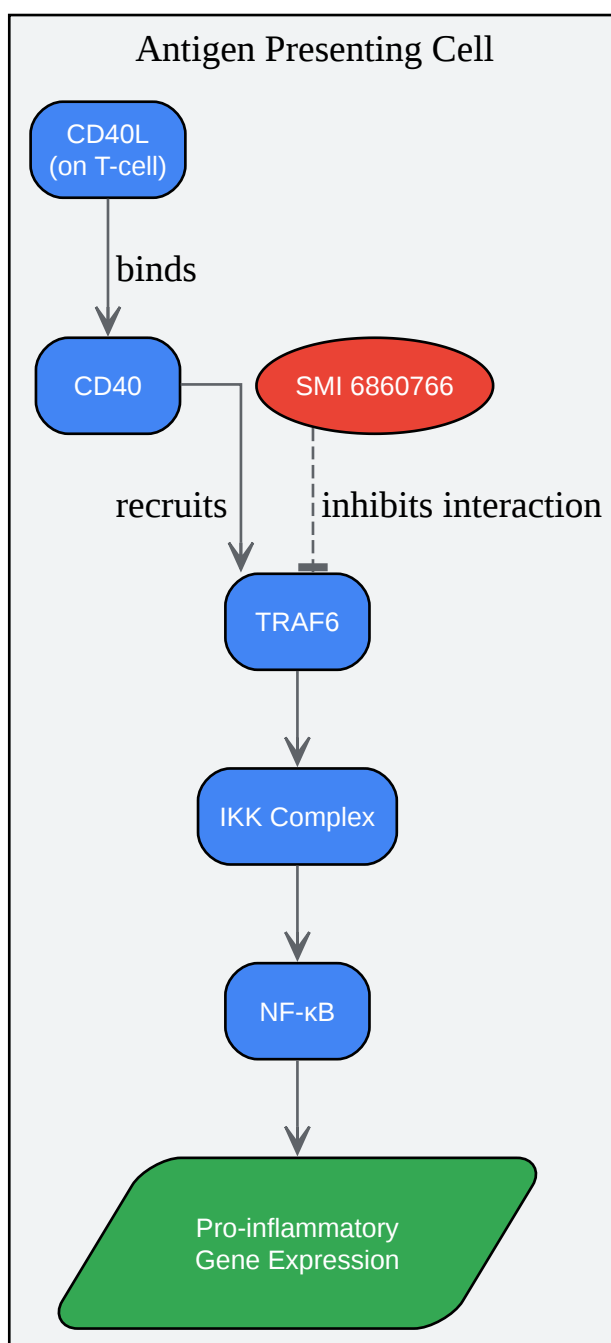 Antigen Presenting Cell
CD40L
(on T-cell)
binds
CD40
SMI 6860766
recruits
inhibits interaction
TRAF6
IKK Complex
NF-κB
Pro-inflammatory
Gene Expression